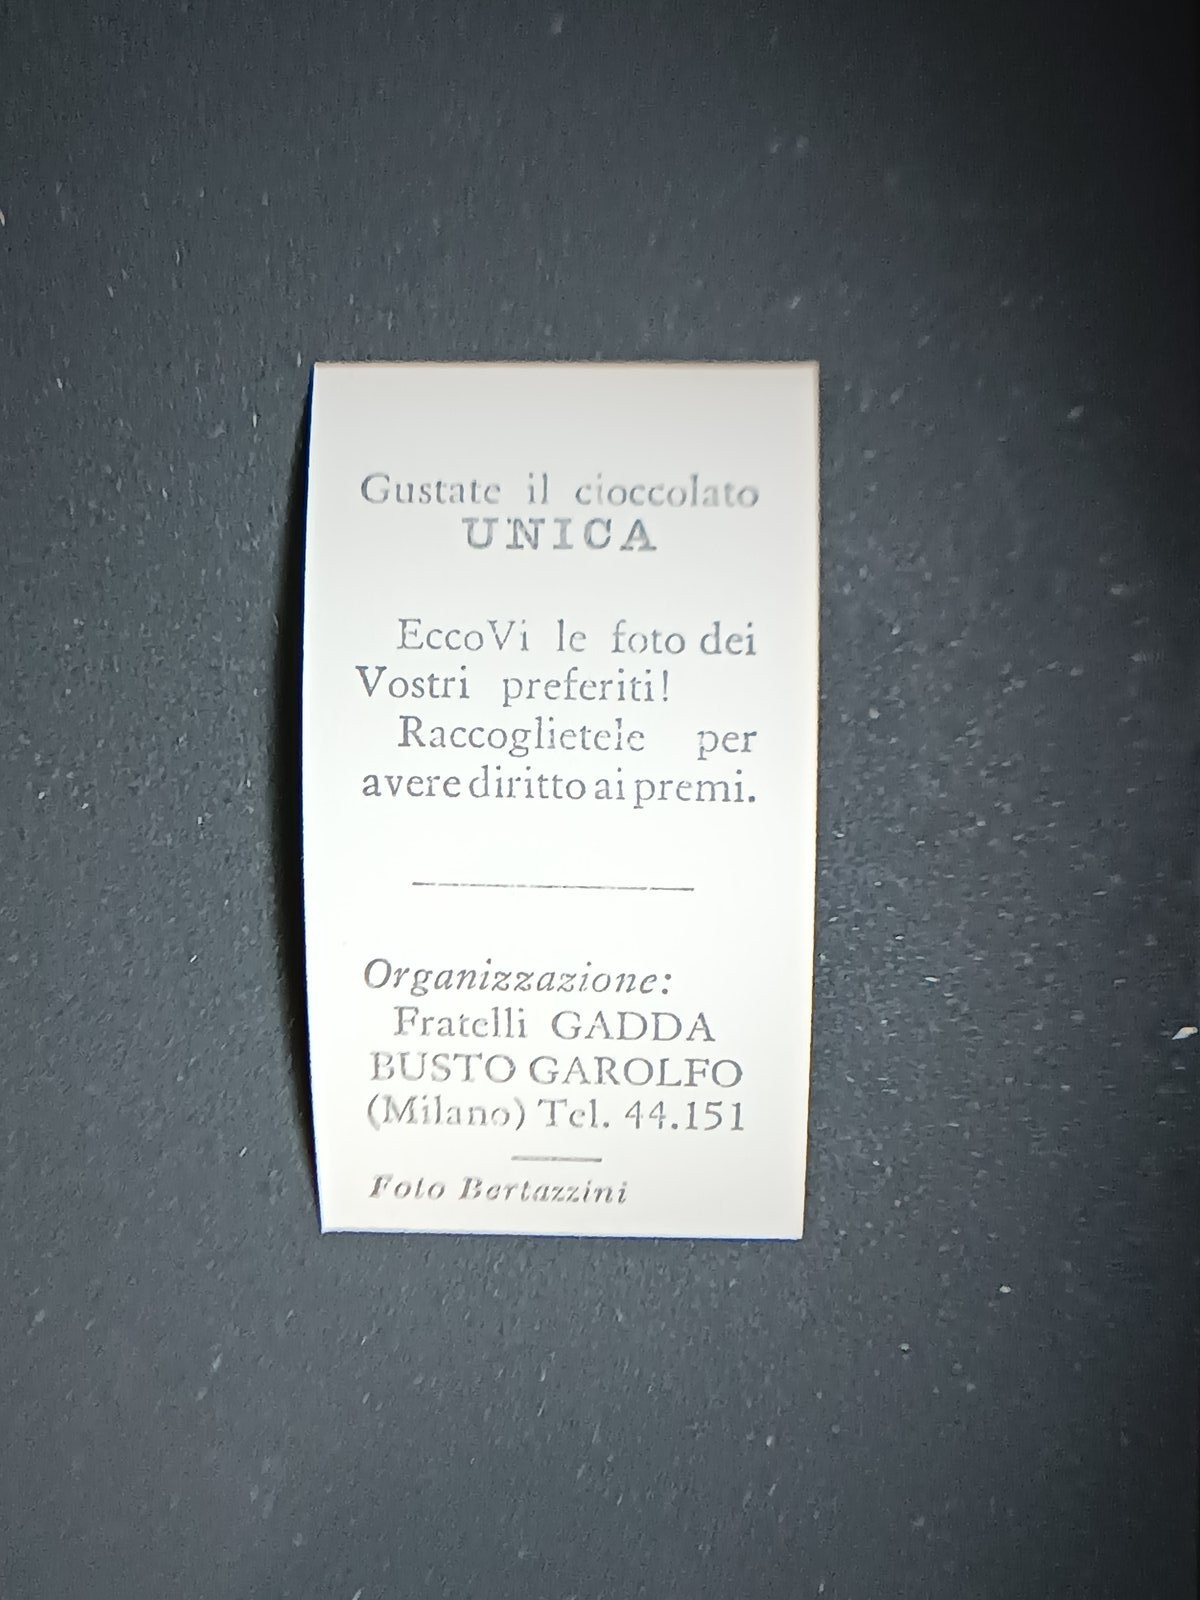 Gustate il cioccolato
UNICA
EccoVi le foto dei
Vostri preferiti!
Raccoglietele per
avere diritto ai premi.
Organizzazione:
Fratelli GADDA
BUSTO GAROLFO
(Milano) Tel. 44.151
Foto Bertazzini